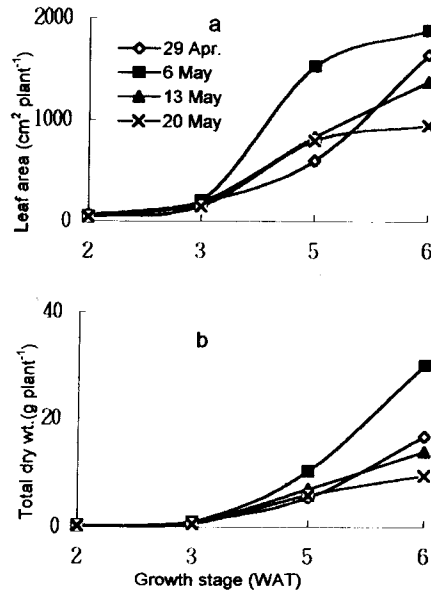 a
2000
1000
0
Leaf area (cm² plant⁻¹)
29 Apr.
6 May
13 May
20 May
2 3 5 6
b
40
20
0
Total dry wt.(g plant⁻¹)
2 3 5 6
Growth stage (WAT)